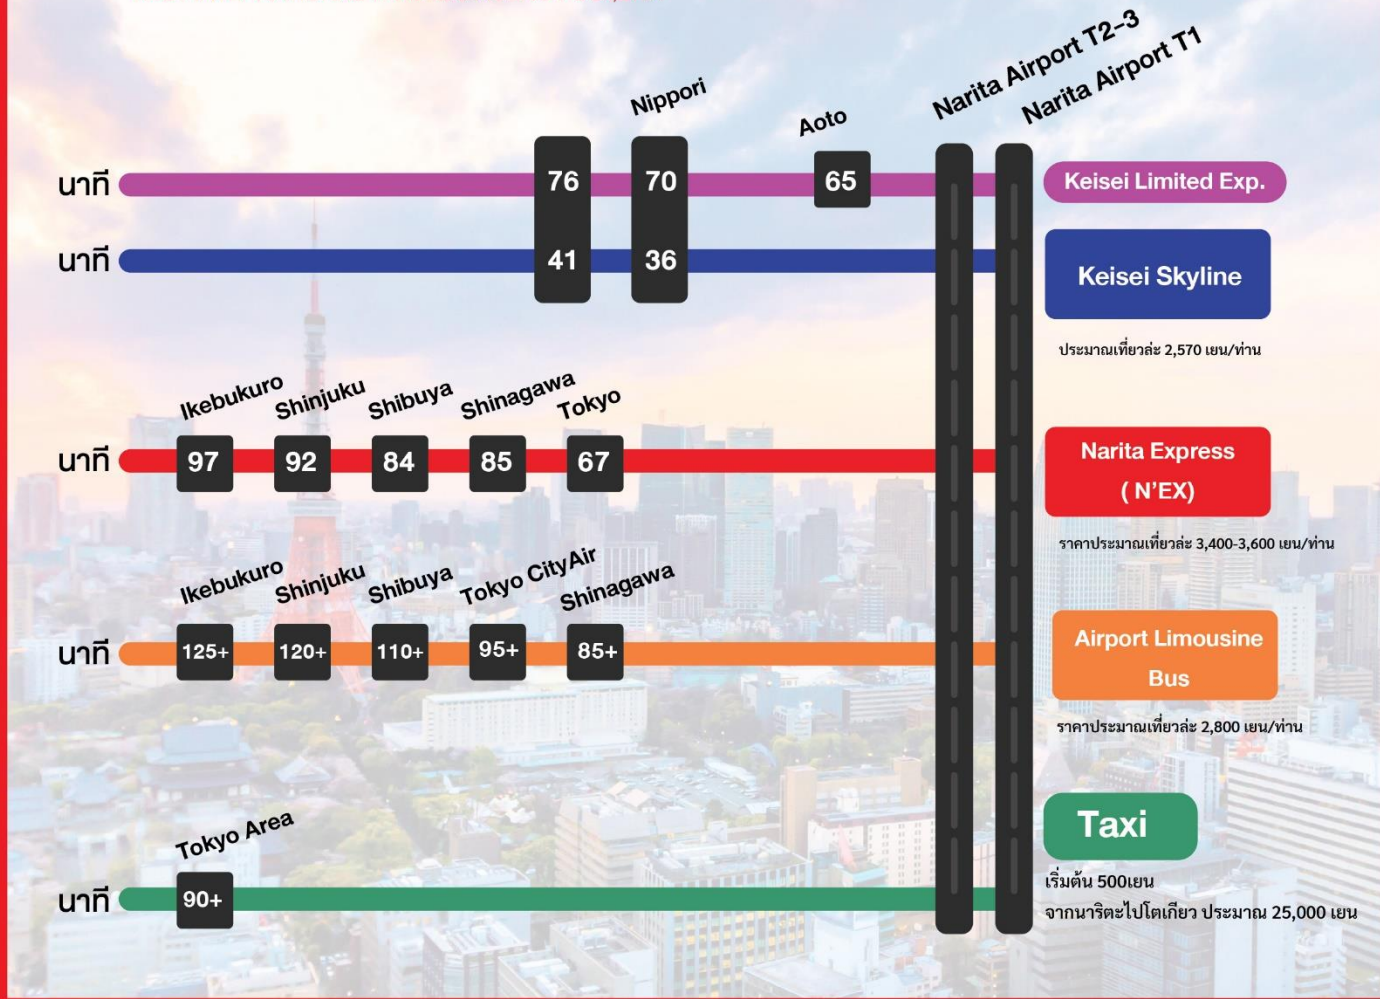 Narita Airport T2-3
Narita Airport T1
Nippori
Aoto
นาที
76
70
65
Keisei Limited Exp.
นาที
41
36
Keisei Skyline
ประมาณเที่ยวล่ะ 2,570 เยน/ท่าน
Ikebukuro
Shinjuku
Shibuya
Shinagawa
Tokyo
นาที
97
92
84
85
67
Narita Express
( N'EX)
ราคาประมาณเที่ยวล่ะ 3,400-3,600 เยน/ท่าน
Ikebukuro
Shinjuku
Shibuya
Tokyo CityAir
Shinagawa
นาที
125+
120+
110+
95+
85+
Airport Limousine
Bus
ราคาประมาณเที่ยวล่ะ 2,800 เยน/ท่าน
Tokyo Area
นาที
90+
Taxi
เริ่มต้น 500เยน
จากนาริตะไปโตเกียว ประมาณ 25,000 เยน